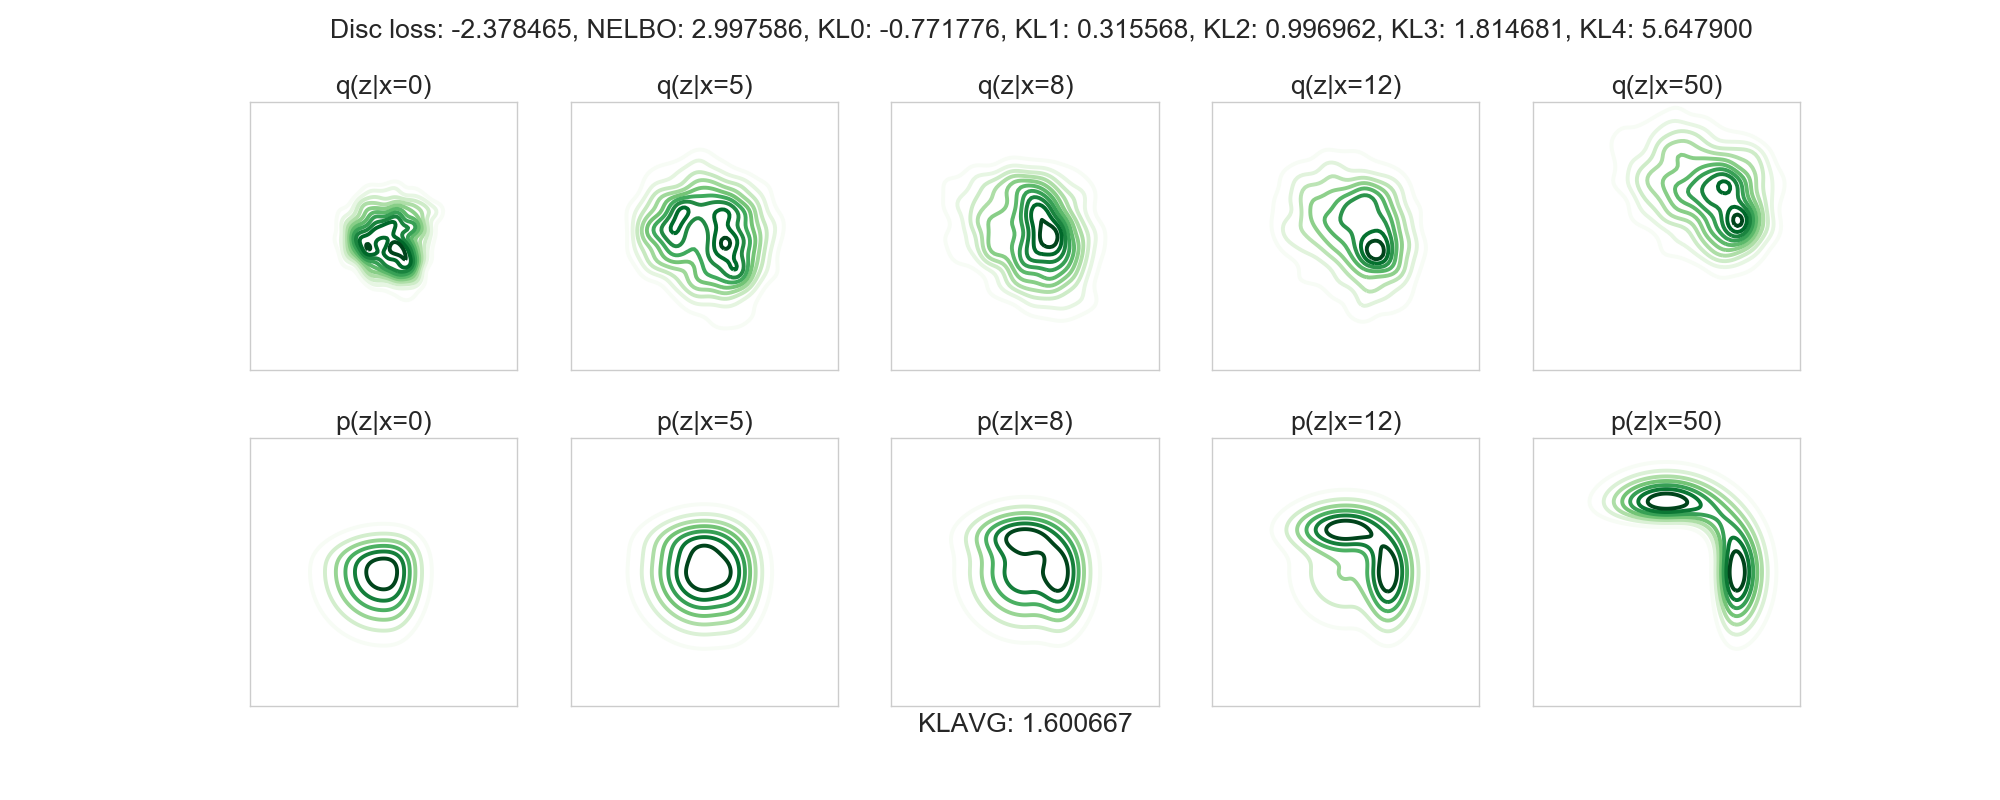 Disc loss: -2.378465, NELBO: 2.997586, KL0: -0.771776, KL1: 0.315568, KL2: 0.996962, KL3: 1.814681, KL4: 5.647900
q(z|x=0) q(z|x=5) q(z|x=8) q(z|x=12) q(z|x=50)
p(z|x=0) p(z|x=5) p(z|x=8) p(z|x=12) p(z|x=50)
KLAVG: 1.600667